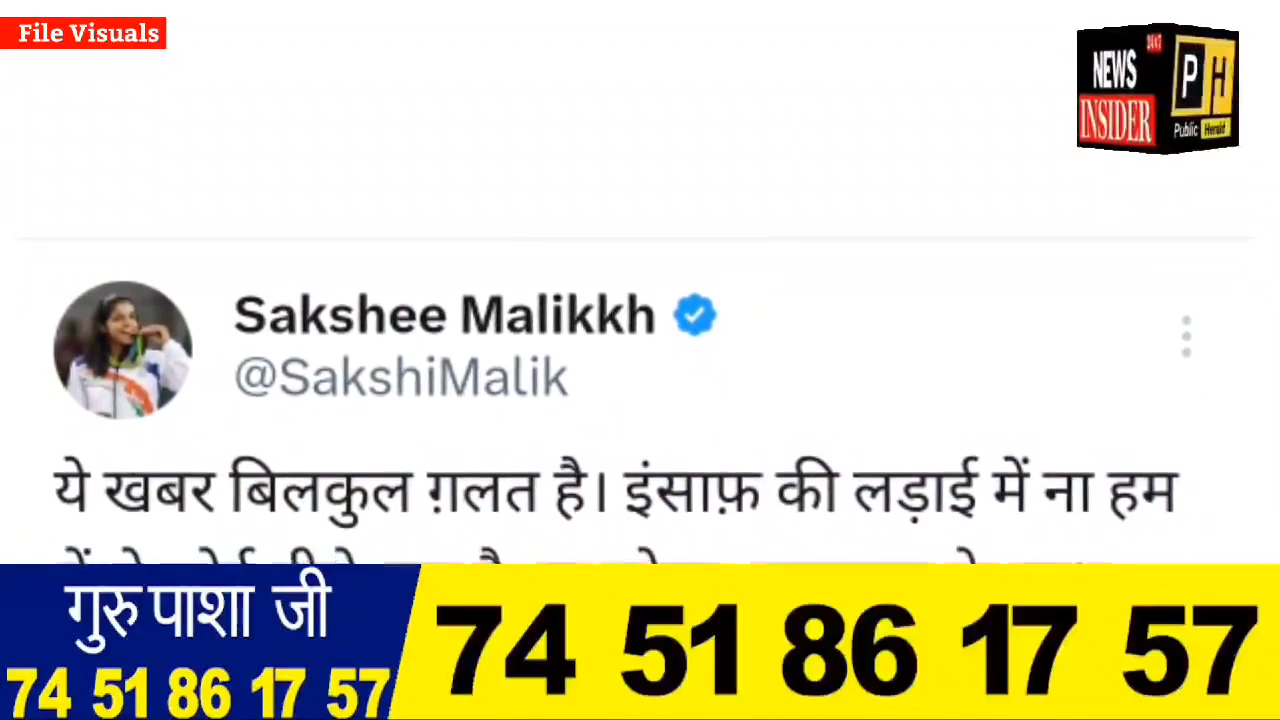 File Visuals
24x7
NEWS
INSIDER
P H
Public Herald
Sakshee Malikkh
@SakshiMalik
ये खबर बिलकुल ग़लत है। इंसाफ़ की लड़ाई में ना हम
गुरु पाशा जी
74 51 86 17 57
74 51 86 17 57